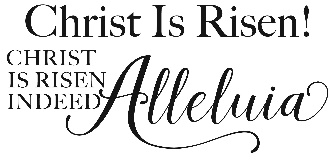 Christ Is Risen!
CHRIST
IS RISEN
INDEED
Alleluia